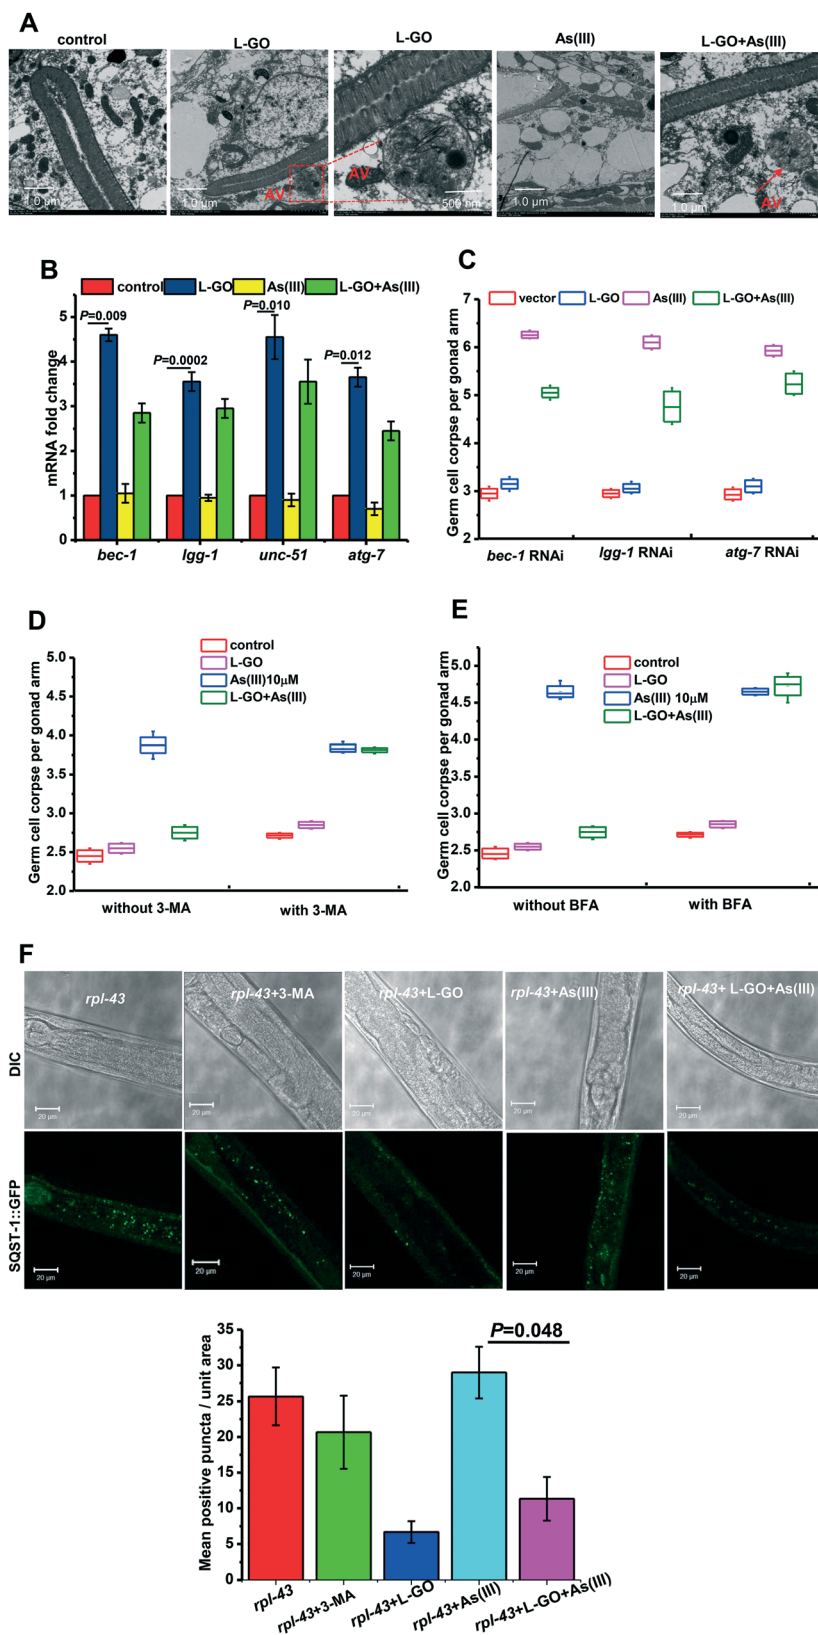 A
control
L-GO
L-GO
As(III)
L-GO+As(III)
AV
AV
AV
1.0 µm
1.0 µm
500 nm
1.0 µm
1.0 µm
B
control L-GO As(III) L-GO+As(III)
P=0.009
P=0.0002
P=0.010
P=0.012
mRNA fold change
5
4
3
2
1
0
bec-1 lgg-1 unc-51 atg-7
C
vector L-GO As(III) L-GO+As(III)
Germ cell corpse per gonad arm
7
6
5
4
3
2
bec-1 RNAi lgg-1 RNAi atg-7 RNAi
D
control
L-GO
As(III)10µM
L-GO+As(III)
Germ cell corpse per gonad arm
5.0
4.5
4.0
3.5
3.0
2.5
2.0
without 3-MA with 3-MA
E
control
L-GO
As(III) 10µM
L-GO+As(III)
Germ cell corpse per gonad arm
4.5
4.0
3.5
3.0
2.5
2.0
without BFA with BFA
F
DIC
rpl-43
rpl-43+3-MA
rpl-43+L-GO
rpl-43+As(III)
rpl-43+ L-GO+As(III)
20 µm
20 µm
20 µm
20 µm
20 µm
SQST-1::GFP
20 µm
20 µm
20 µm
20 µm
20 µm
P=0.048
Mean positive puncta / unit area
35
30
25
20
15
10
5
0
rpl-43
rpl-43+3-MA
rpl-43+L-GO
rpl-43+As(III)
rpl-43+L-GO+As(III)